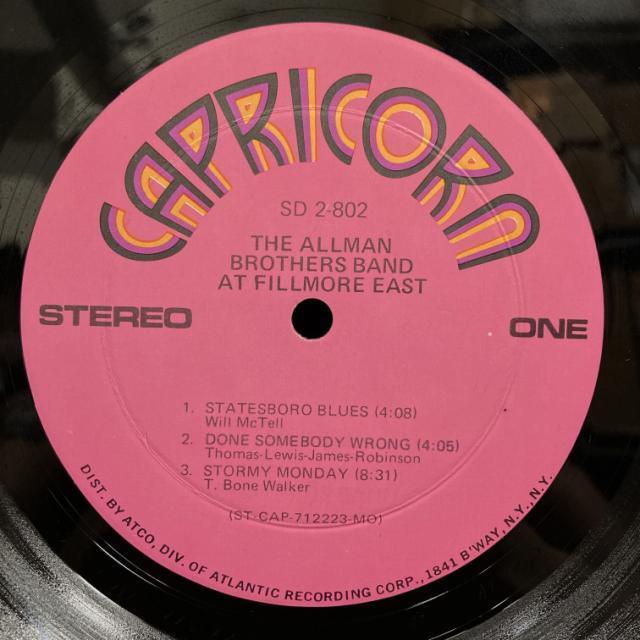 CAPRICORN
SD 2-802
THE ALLMAN
BROTHERS BAND
AT FILLMORE EAST
STEREO
ONE
1. STATESBORO BLUES (4:08)
Will McTell
2. DONE SOMEBODY WRONG (4:05)
Thomas-Lewis-James-Robinson
3. STORMY MONDAY (8:31)
T. Bone Walker
(ST-CAP-712223-MO)
DIST. BY ATCO, DIV. OF ATLANTIC RECORDING CORP., 1841 B'WAY, N.Y., N.Y.